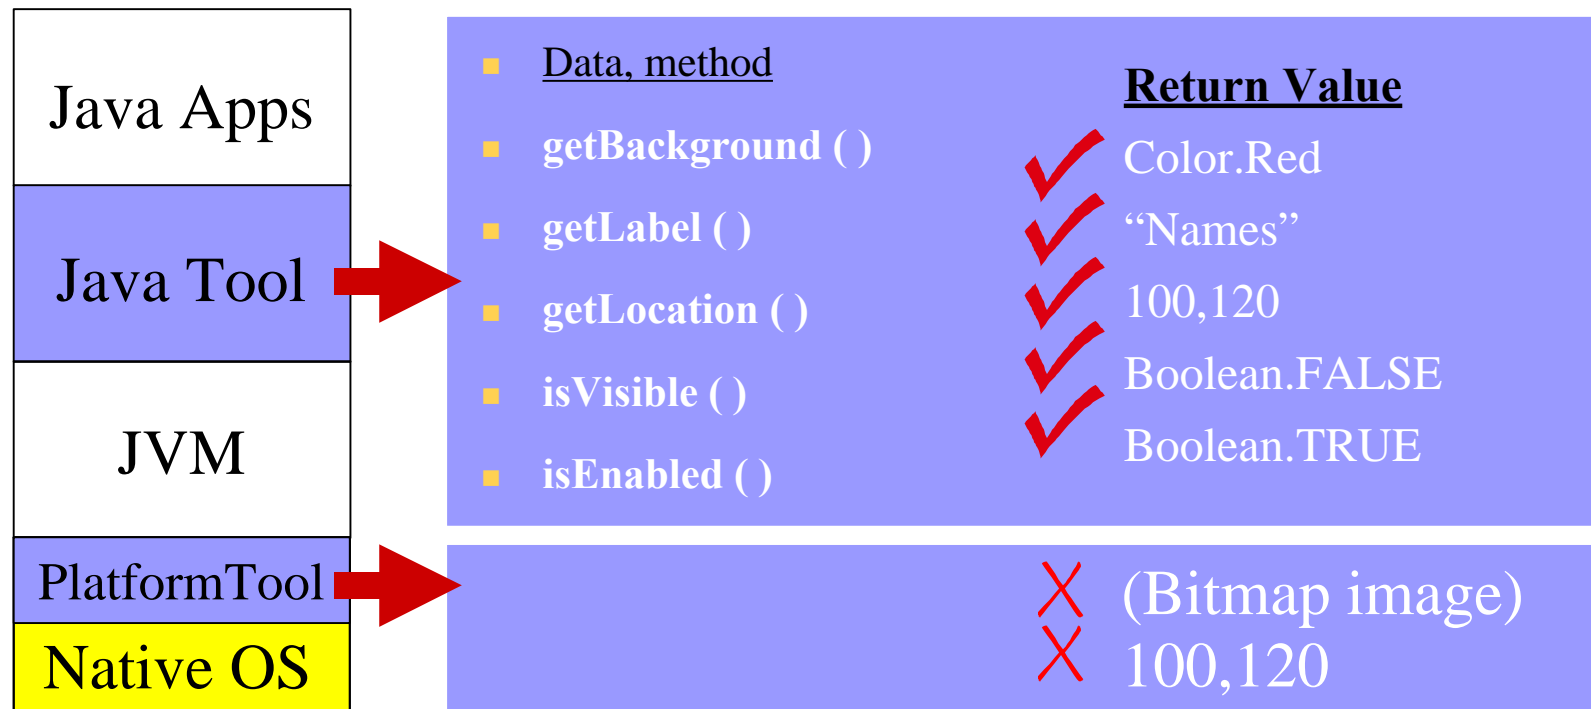 Java Apps
Java Tool
JVM
PlatformTool
Native OS
Data, method
getBackground ( )
getLabel ( )
getLocation ( )
isVisible ( )
isEnabled ( )
Return Value
Color.Red
“Names”
100,120
Boolean.FALSE
Boolean.TRUE
(Bitmap image)
100,120